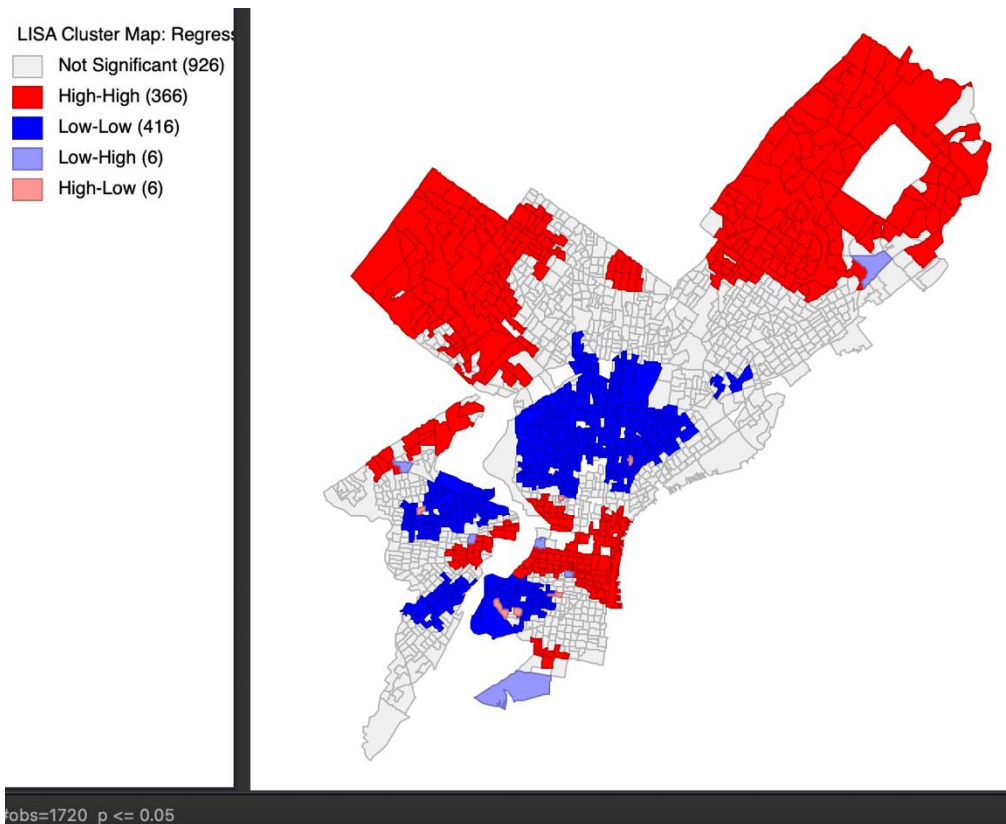 LISA Cluster Map: Regress
Not Significant (926)
High-High (366)
Low-Low (416)
Low-High (6)
High-Low (6)
#obs=1720 p <= 0.05